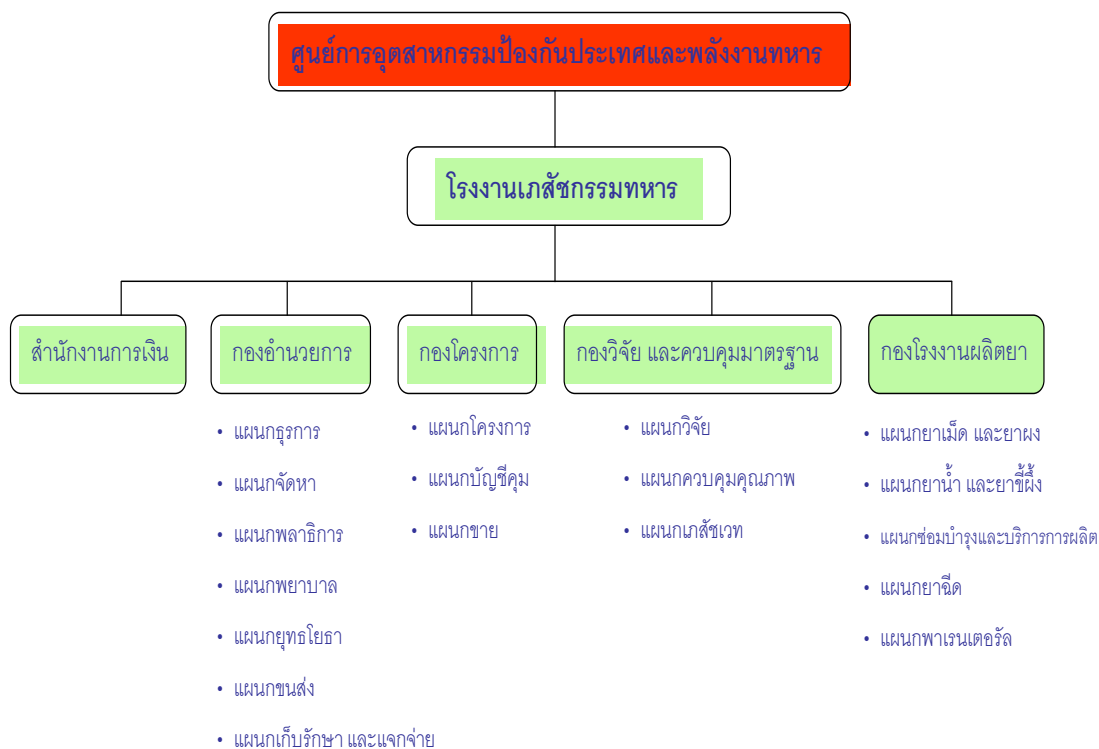 ศูนย์การอุตสาหกรรมป้องกันประเทศและพลังงานทหาร
โรงงานเภสัชกรรมทหาร
สำนักงานการเงิน
กองอำนวยการ
• แผนกธุรการ
• แผนกจัดหา
• แผนกพลาธิการ
• แผนกพยาบาล
• แผนกยุทธโยธา
• แผนกขนส่ง
• แผนกเก็บรักษา และแจกจ่าย
กองโครงการ
• แผนกโครงการ
• แผนกบัญชีคุม
• แผนกขาย
กองวิจัย และควบคุมมาตรฐาน
• แผนกวิจัย
• แผนกควบคุมคุณภาพ
• แผนกเภสัชเวท
กองโรงงานผลิตยา
• แผนกยาเม็ด และยาผง
• แผนกยาน้ำ และยาขี้ผึ้ง
• แผนกซ่อมบำรุงและบริการการผลิต
• แผนกยาฉีด
• แผนกพาเรนเตอรัล